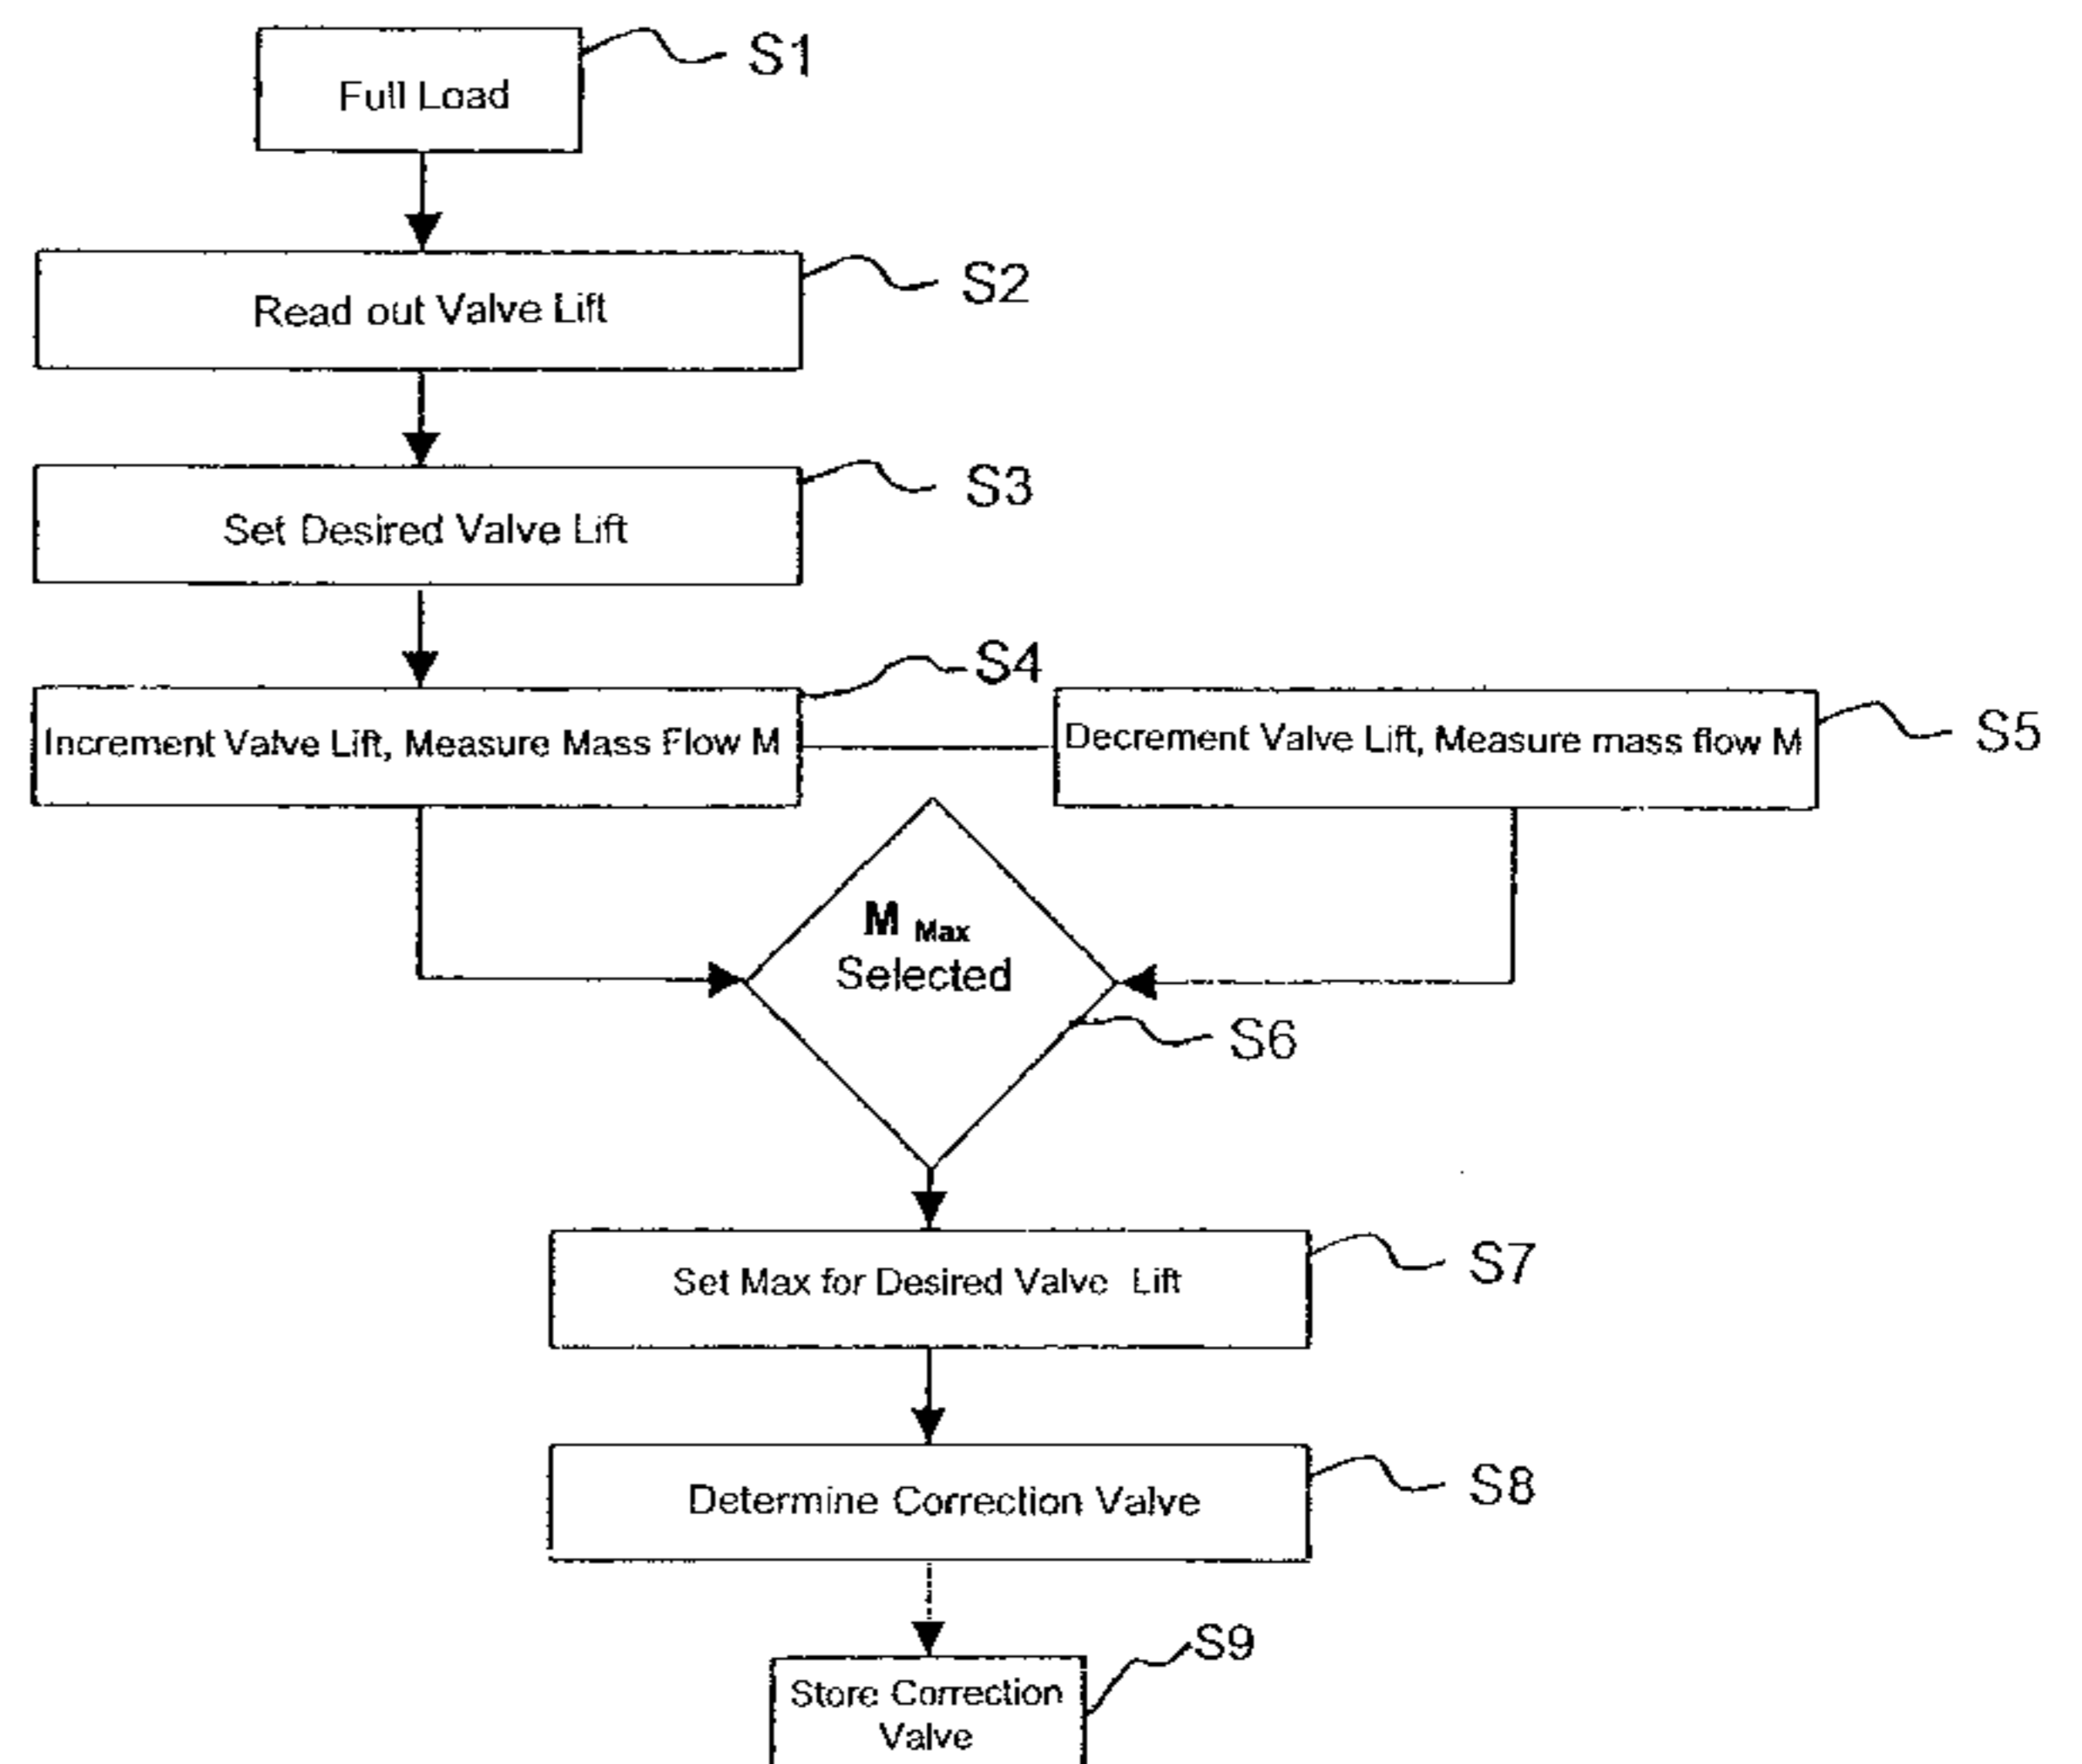 Full Load
S1
Read out Valve Lift
S2
Set Desired Valve Lift
S3
Increment Valve Lift, Measure Mass Flow M
S4
Decrement Valve Lift, Measure mass flow M
S5
M Max
Selected
S6
Set Max for Desired Valve Lift
S7
Determine Correction Valve
S8
Store Correction
Valve
S9